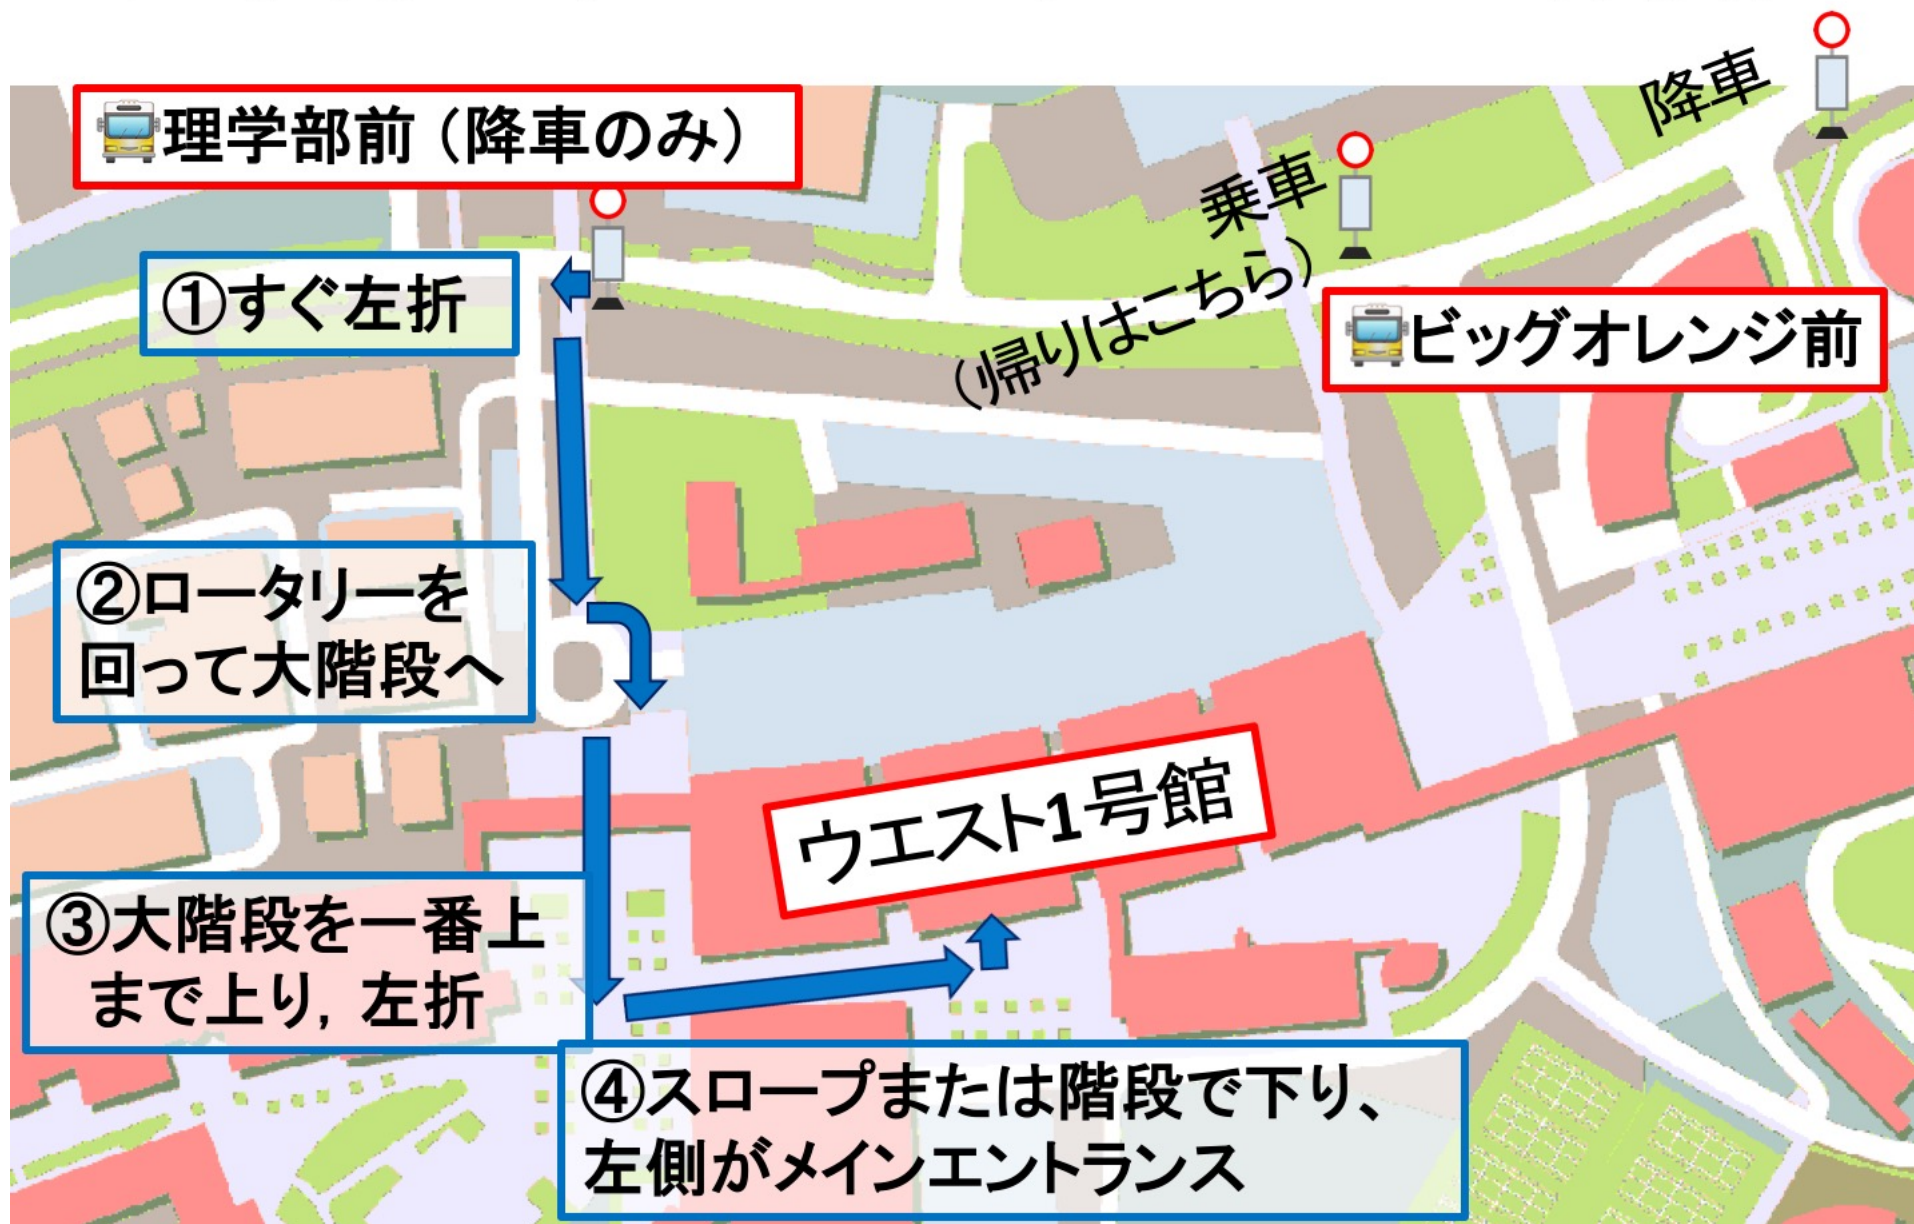 理学部前（降車のみ）
降車
乗車
（帰りはこちら）
ビッグオレンジ前
①すぐ左折
②ロータリーを
回って大階段へ
ウエスト1号館
③大階段を一番上
まで上り，左折
④スロープまたは階段で下り、
左側がメインエントランス